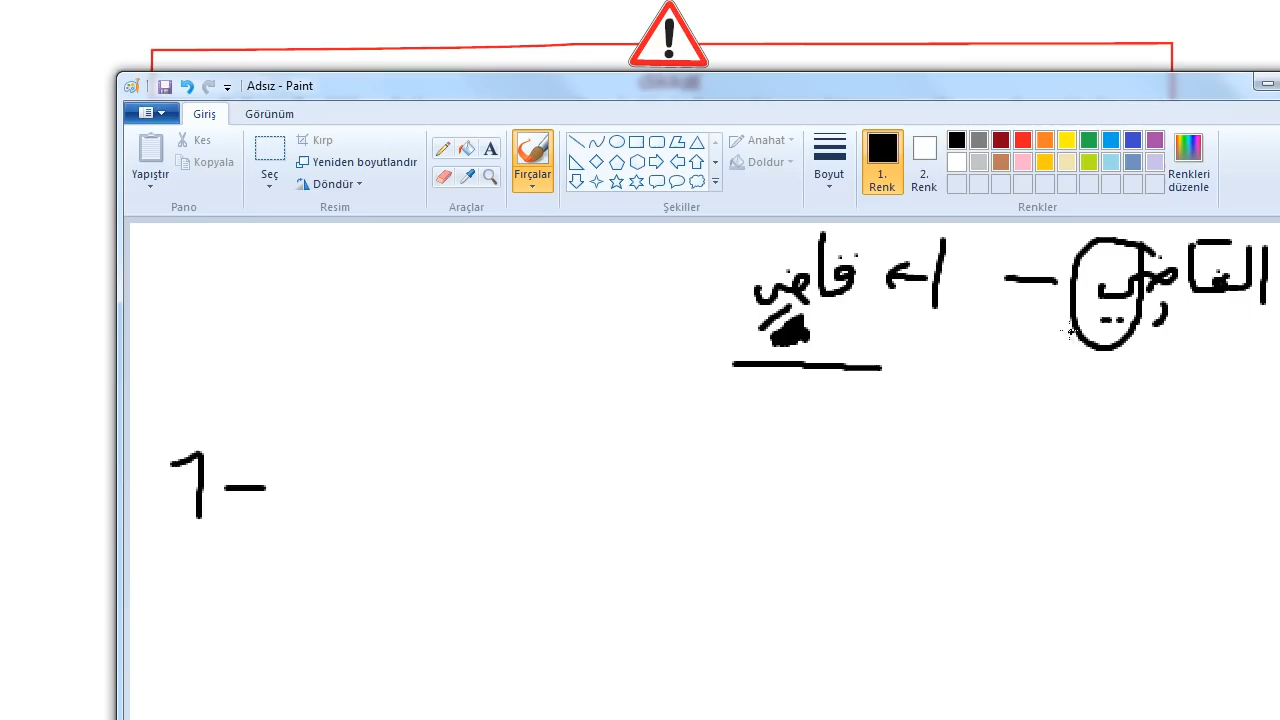 Adsız - Paint
Giriş Görünüm
Yapıştır Kes Kopyala Pano
Seç Kırp Yeniden boyutlandır Döndür Resim
Araçlar
Fırçalar
Şekiller Anahat Doldur
Boyut
1. Renk 2. Renk Renkleri düzenle Renkler
القاضي – قاضٍ
1 -